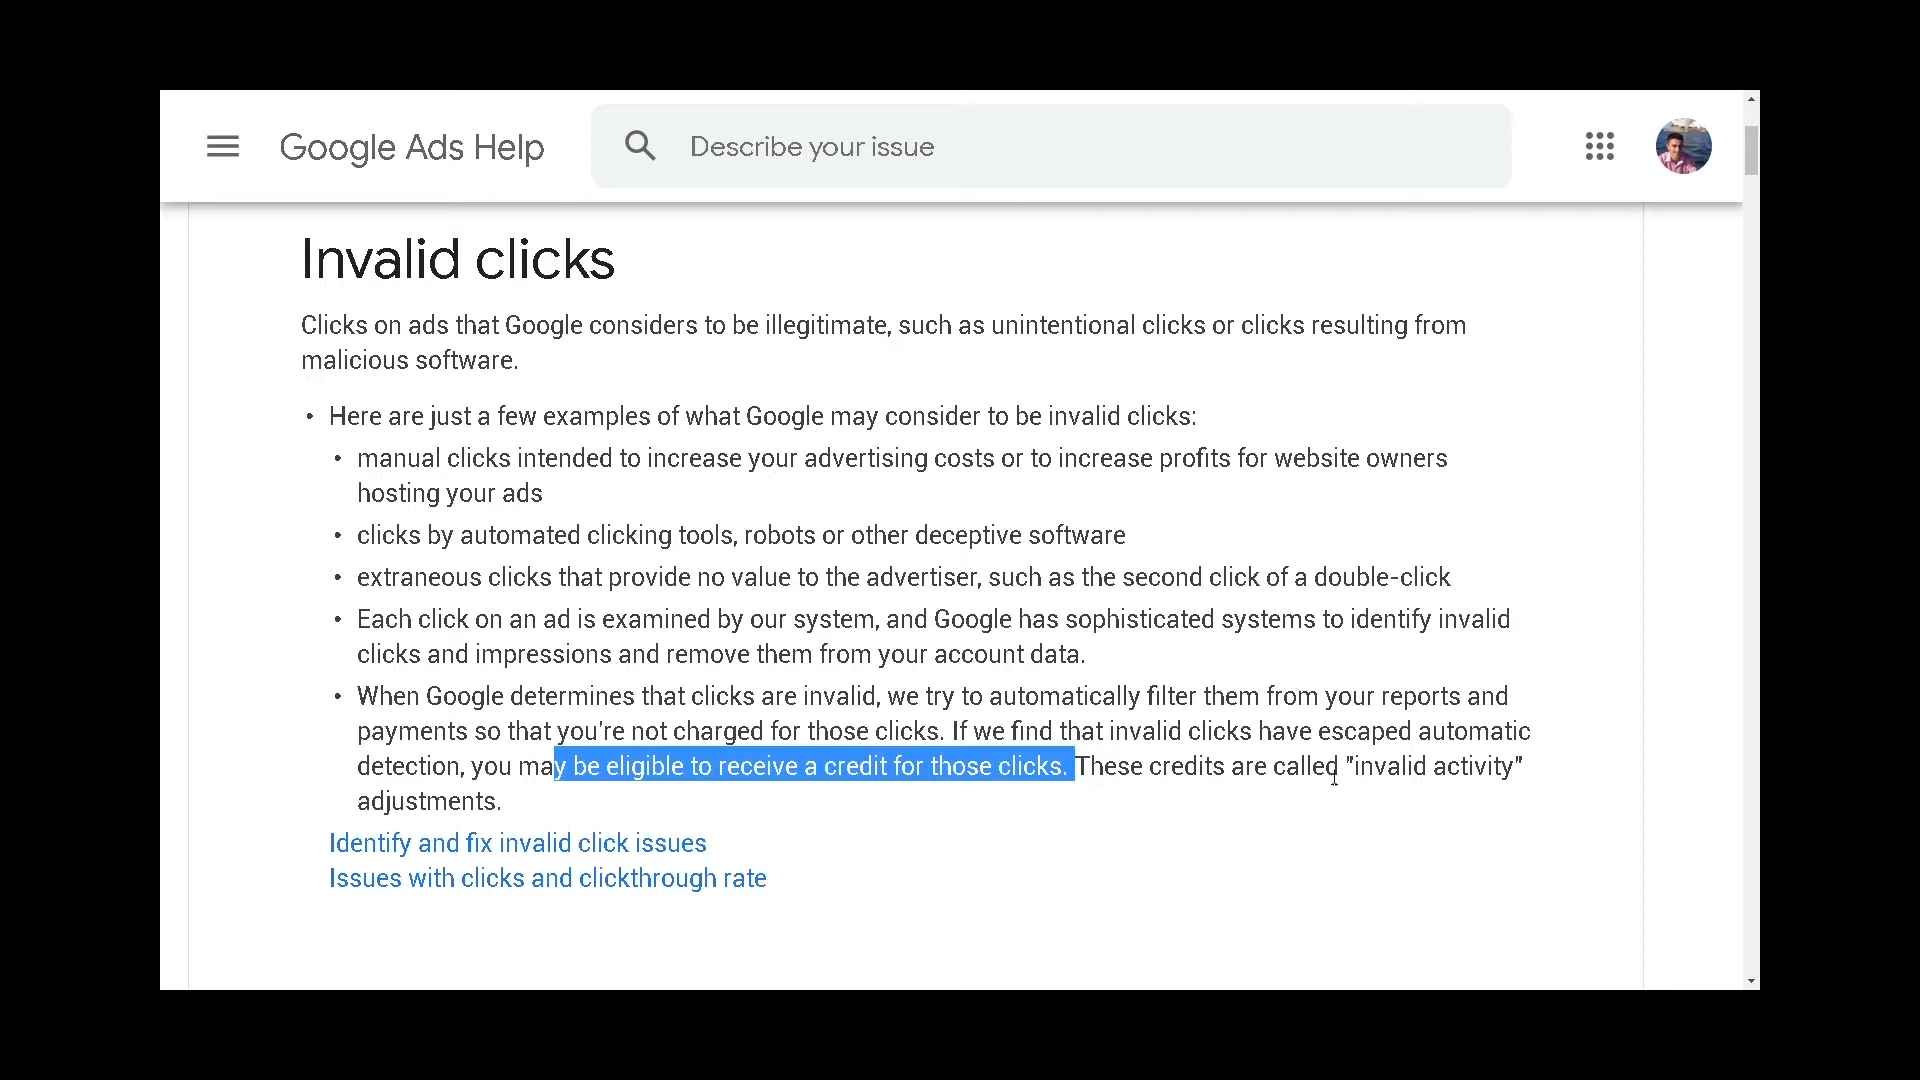 Google Ads Help
Describe your issue
Invalid clicks
Clicks on ads that Google considers to be illegitimate, such as unintentional clicks or clicks resulting from
malicious software.
• Here are just a few examples of what Google may consider to be invalid clicks:
• manual clicks intended to increase your advertising costs or to increase profits for website owners
hosting your ads
• clicks by automated clicking tools, robots or other deceptive software
• extraneous clicks that provide no value to the advertiser, such as the second click of a double-click
• Each click on an ad is examined by our system, and Google has sophisticated systems to identify invalid
clicks and impressions and remove them from your account data.
• When Google determines that clicks are invalid, we try to automatically filter them from your reports and
payments so that you're not charged for those clicks. If we find that invalid clicks have escaped automatic
detection, you may be eligible to receive a credit for those clicks. These credits are called "invalid activity"
adjustments.
Identify and fix invalid click issues
Issues with clicks and clickthrough rate